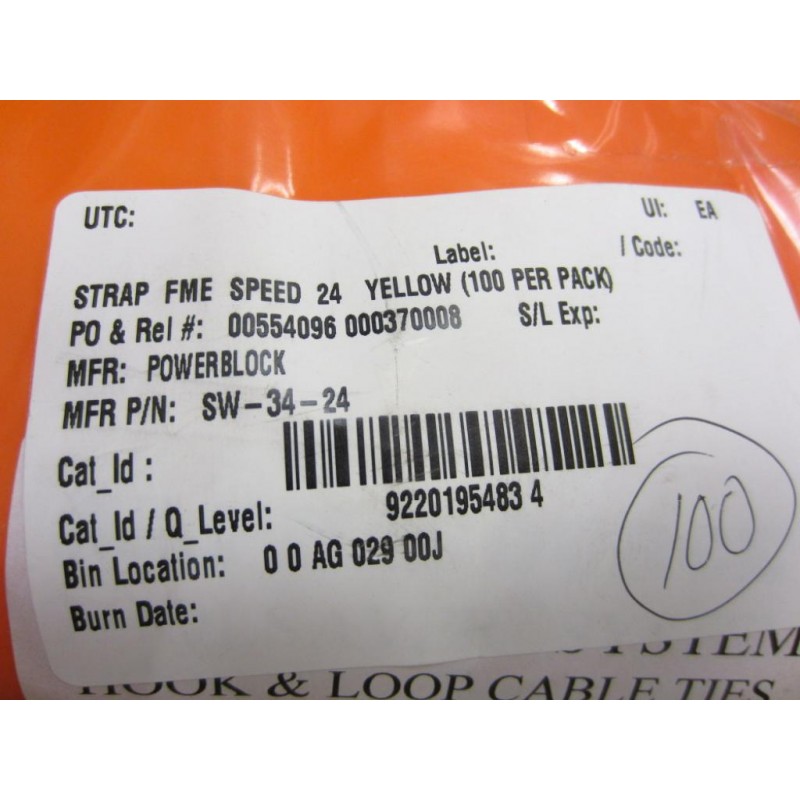 UTC:
UI: EA
Label:
/ Code:
STRAP FME SPEED 24 YELLOW (100 PER PACK)
PO & Rel #: 00554096 000370008 S/L Exp:
MFR: POWERBLOCK
MFR P/N: SW-34-24
Cat_Id :
Cat_Id / Q_Level: 9220195483 4
100
Bin Location: 0 0 AG 029 00J
Burn Date:
HOOK & LOOP CABLE TIES